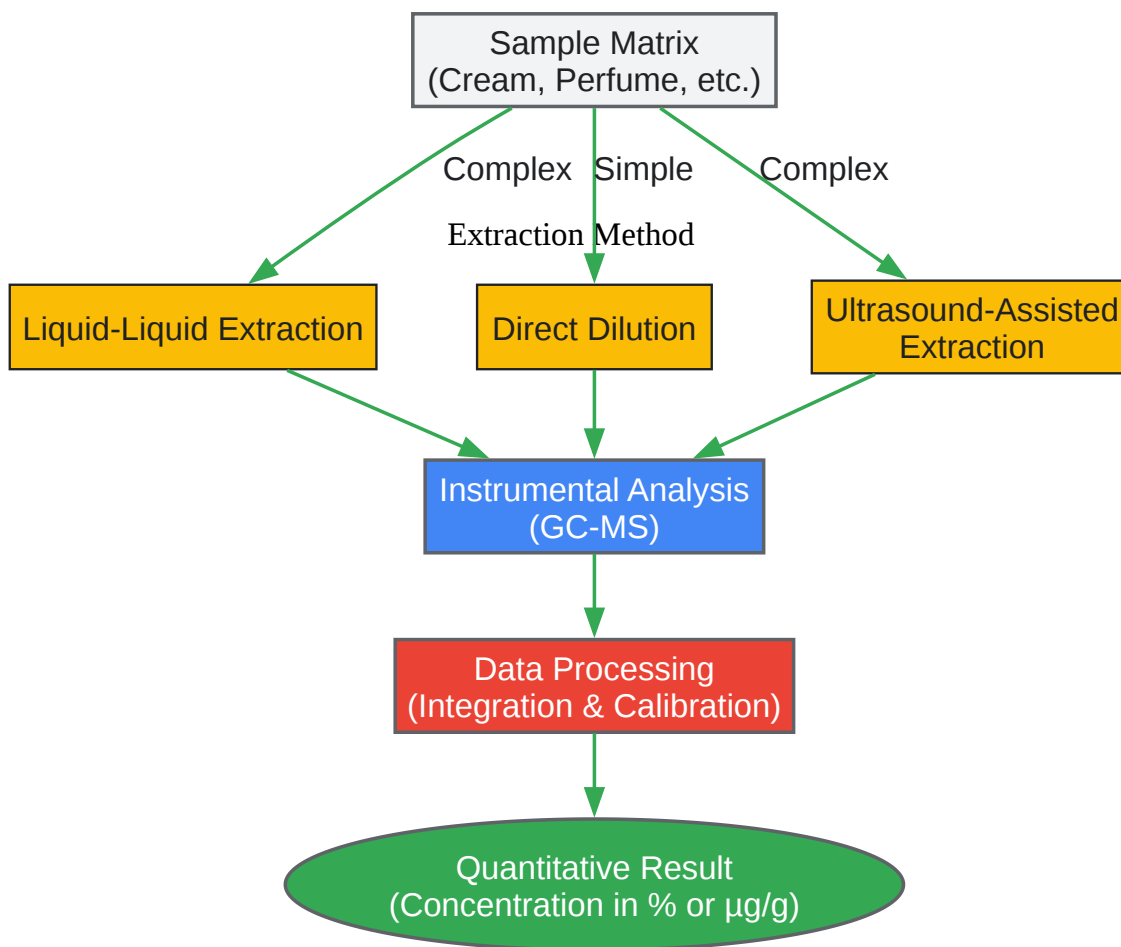 Sample Matrix
(Cream, Perfume, etc.)
Complex
Simple
Complex
Extraction Method
Liquid-Liquid Extraction
Direct Dilution
Ultrasound-Assisted
Extraction
Instrumental Analysis
(GC-MS)
Data Processing
(Integration & Calibration)
Quantitative Result
(Concentration in % or µg/g)